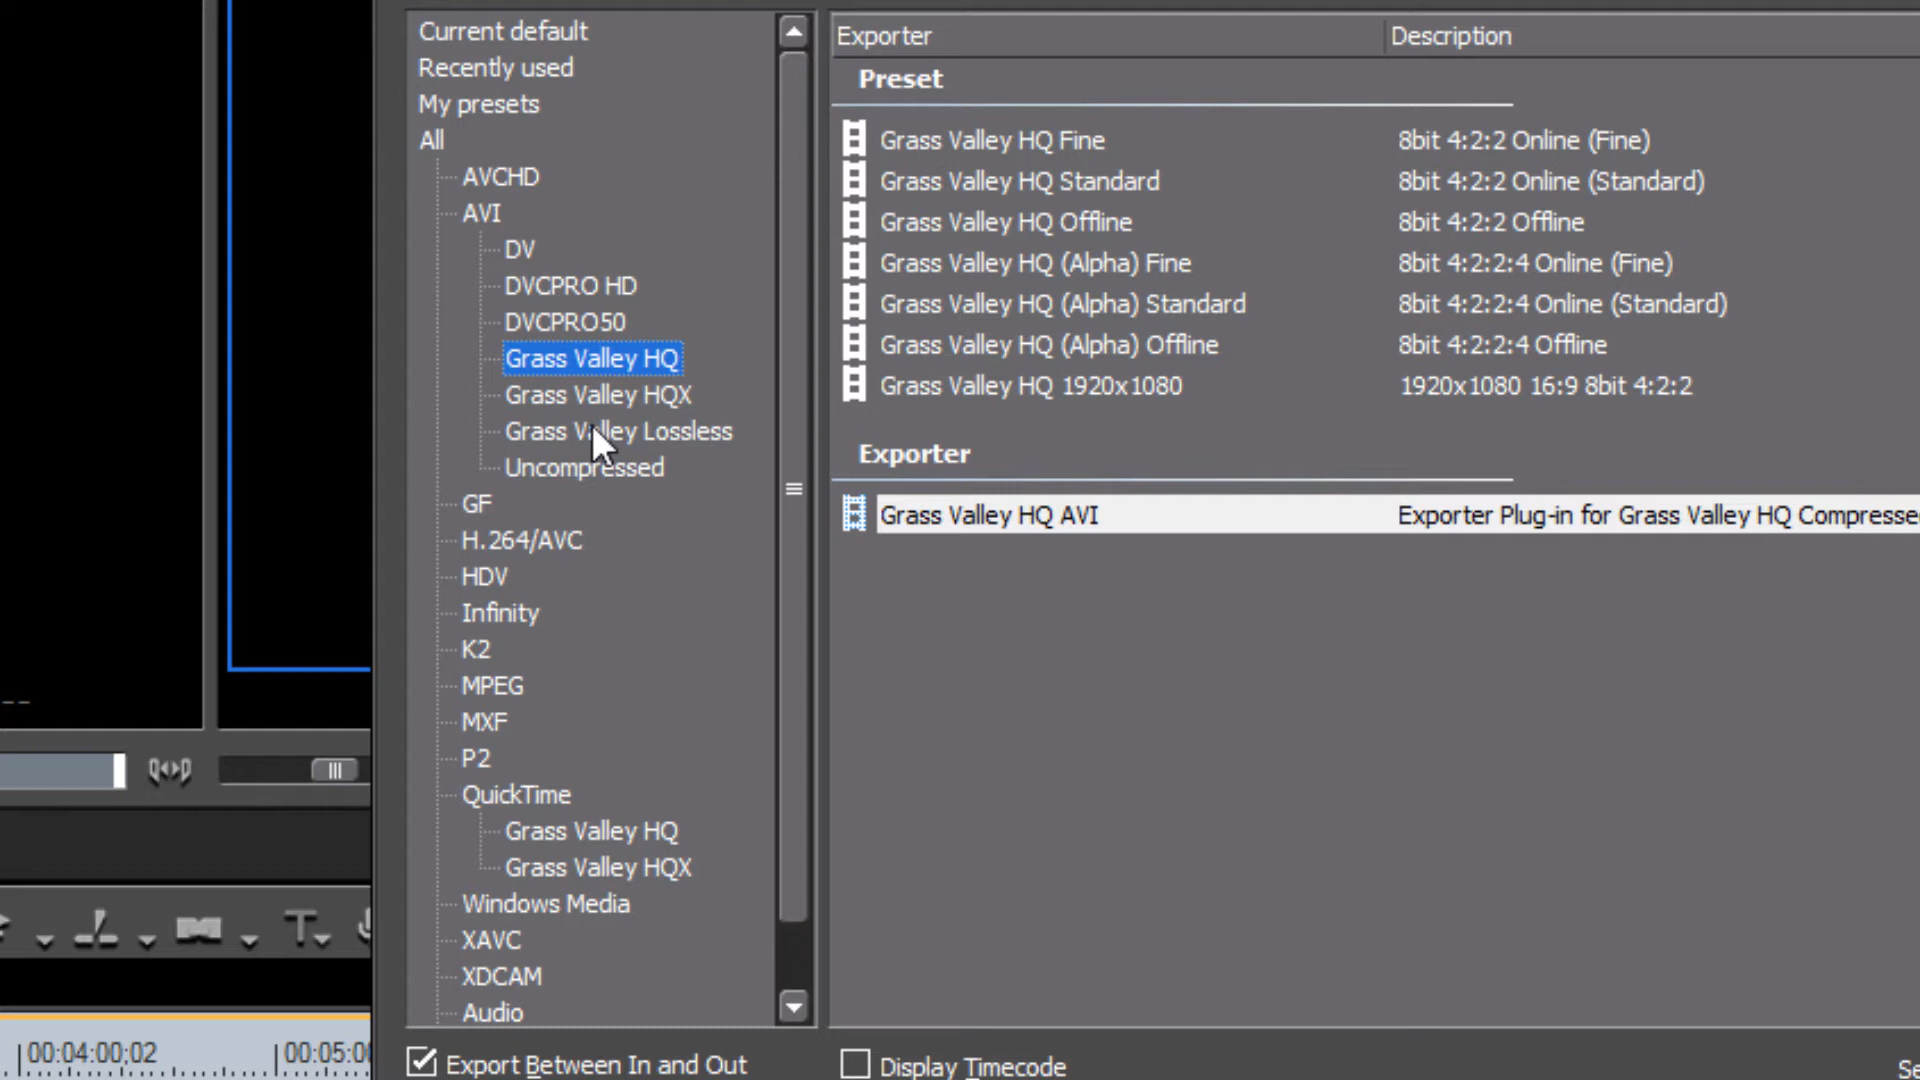 Current default
Recently used
My presets
All
AVCHD
AVI
DV
DVCPRO HD
DVCPRO50
Grass Valley HQ
Grass Valley HQX
Grass Valley Lossless
Uncompressed
GF
H.264/AVC
HDV
Infinity
K2
MPEG
MXF
P2
QuickTime
Grass Valley HQ
Grass Valley HQX
Windows Media
XAVC
XDCAM
Audio
Exporter Description
Preset
Grass Valley HQ Fine 8bit 4:2:2 Online (Fine)
Grass Valley HQ Standard 8bit 4:2:2 Online (Standard)
Grass Valley HQ Offline 8bit 4:2:2 Offline
Grass Valley HQ (Alpha) Fine 8bit 4:2:2:4 Online (Fine)
Grass Valley HQ (Alpha) Standard 8bit 4:2:2:4 Online (Standard)
Grass Valley HQ (Alpha) Offline 8bit 4:2:2:4 Offline
Grass Valley HQ 1920x1080 1920x1080 16:9 8bit 4:2:2
Exporter
Grass Valley HQ AVI Exporter Plug-in for Grass Valley HQ Compresse
Export Between In and Out Display Timecode Se
00:04:00;02 00:05:0